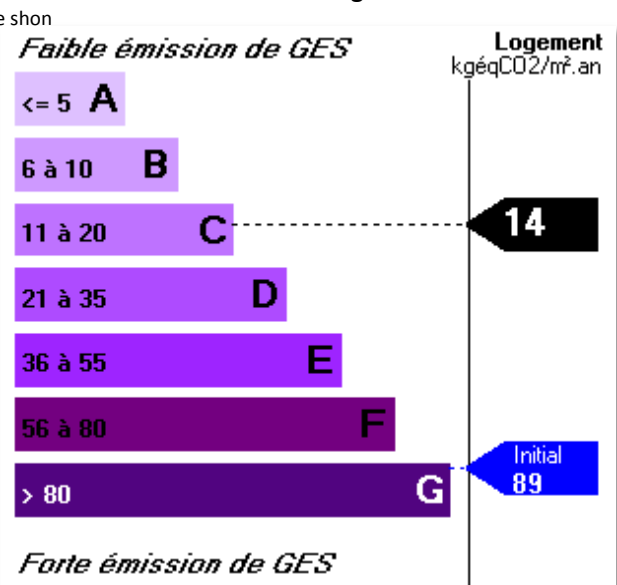 e shon
Faible émission de GES
Logement
kgéqCO2/m².an
<= 5 A
6 à 10 B
11 à 20 C
14
21 à 35 D
36 à 55 E
56 à 80 F
Initial
89
> 80 G
Forte émission de GES